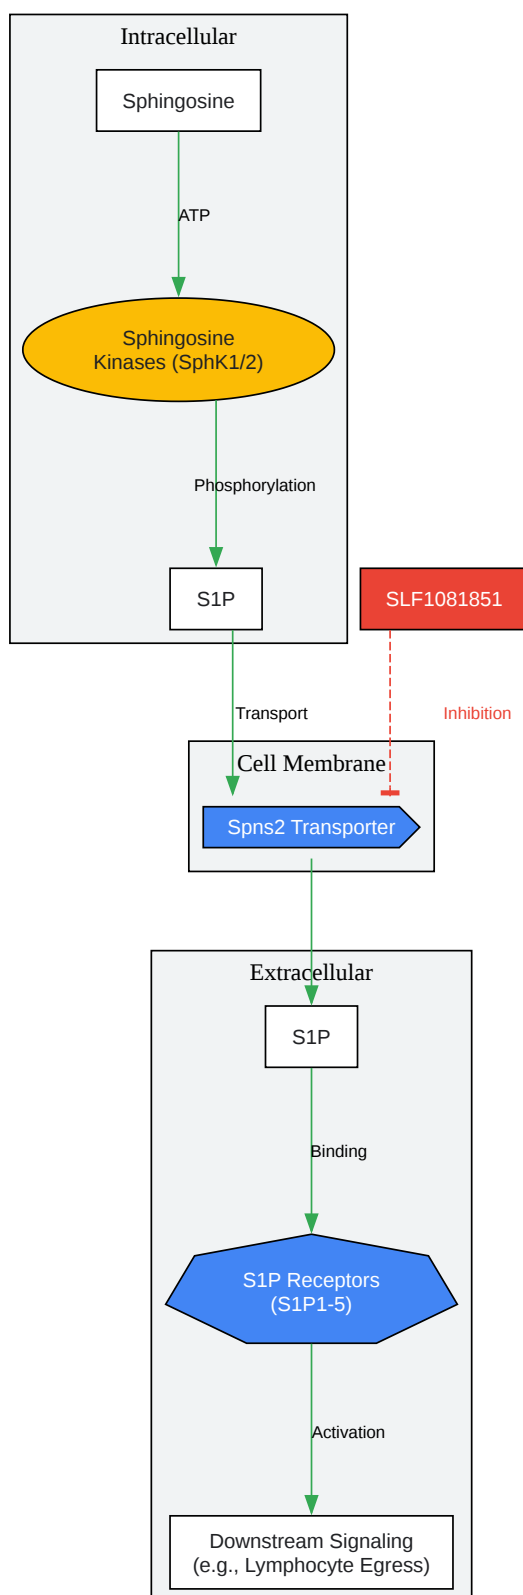 Intracellular
Sphingosine
ATP
Sphingosine
Kinases (SphK1/2)
Phosphorylation
S1P
SLF1081851
Transport
Inhibition
Cell Membrane
Spns2 Transporter
Extracellular
S1P
Binding
S1P Receptors
(S1P1-5)
Activation
Downstream Signaling
(e.g., Lymphocyte Egress)